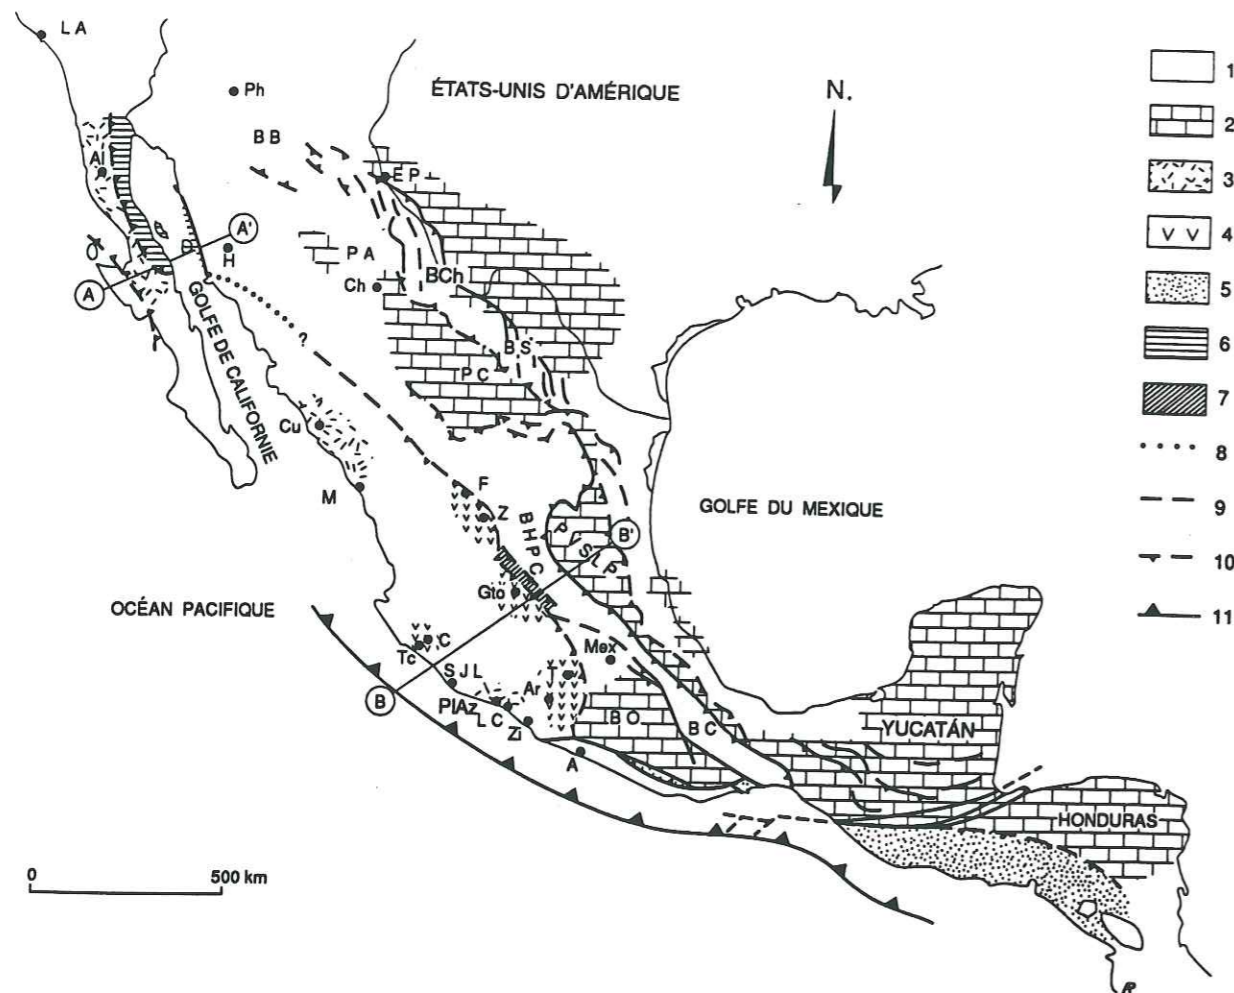 L A
Ph
ÉTATS-UNIS D'AMÉRIQUE
N.
B B
Al
E P
A'
H
P A
BCh
Ch
A
GOLFE DE CALIFORNIE
?
B S
P C
Cu
M
F
Z
B H P C
P V S L P
B'
GOLFE DU MEXIQUE
OCÉAN PACIFIQUE
Gto
C
Tc
Mex
S J L
T
Ar
B
PIAz
L C
Zi
B O
B C
A
YUCATÁN
HONDURAS
0
500 km
1
2
3
4
5
6
7
8
9
10
11